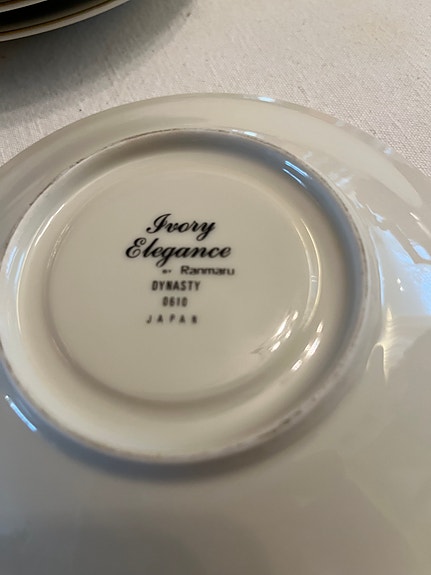 Ivory
Elegance
BY Ranmaru
DYNASTY
0610
JAPAN